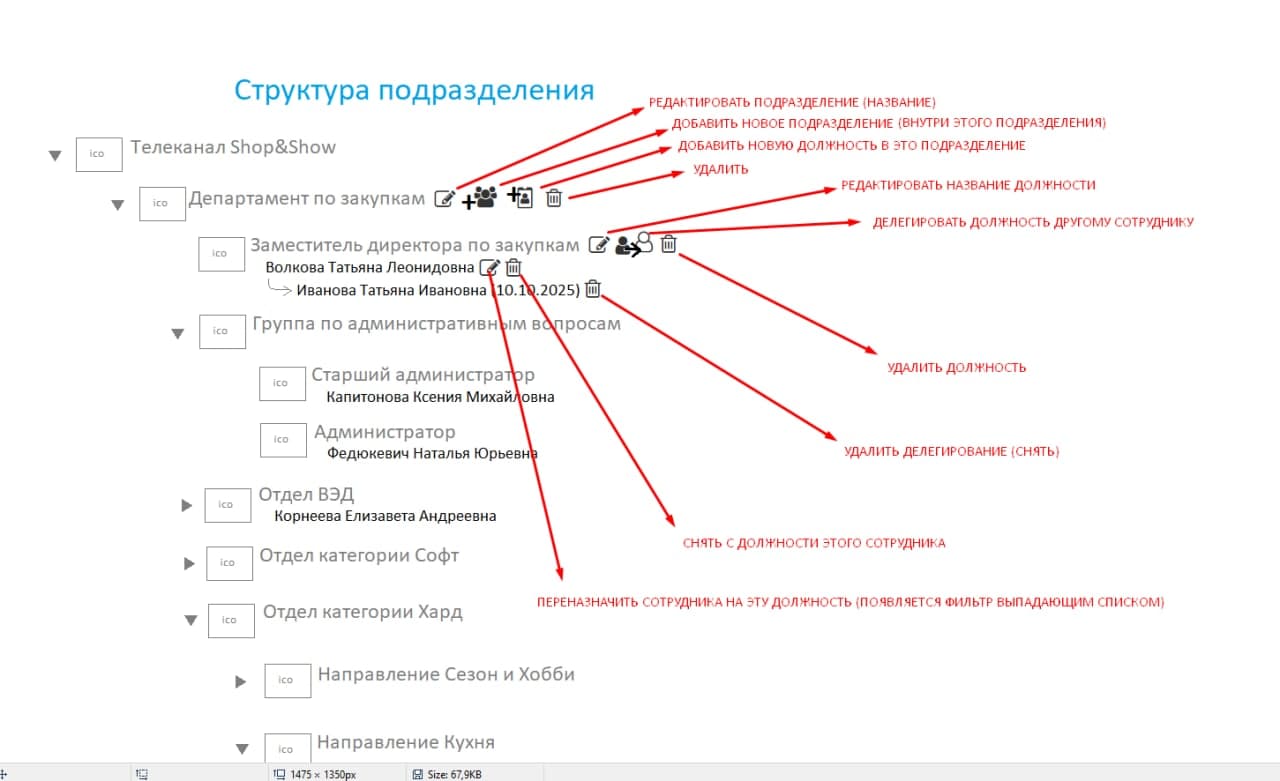 Структура подразделения
РЕДАКТИРОВАТЬ ПОДРАЗДЕЛЕНИЕ (НАЗВАНИЕ)
ДОБАВИТЬ НОВОЕ ПОДРАЗДЕЛЕНИЕ (ВНУТРИ ЭТОГО ПОДРАЗДЕЛЕНИЯ)
ДОБАВИТЬ НОВУЮ ДОЛЖНОСТЬ В ЭТО ПОДРАЗДЕЛЕНИЕ
УДАЛИТЬ
ico Телеканал Shop&Show
РЕДАКТИРОВАТЬ НАЗВАНИЕ ДОЛЖНОСТИ
ico Департамент по закупкам
ДЕЛЕГИРОВАТЬ ДОЛЖНОСТЬ ДРУГОМУ СОТРУДНИКУ
ico Заместитель директора по закупкам
Волкова Татьяна Леонидовна
Иванова Татьяна Ивановна (10.10.2025)
ico Группа по административным вопросам
УДАЛИТЬ ДОЛЖНОСТЬ
ico Старший администратор
Капитонова Ксения Михайловна
ico Администратор
Федюкевич Наталья Юрьевна
УДАЛИТЬ ДЕЛЕГИРОВАНИЕ (СНЯТЬ)
ico Отдел ВЭД
Корнеева Елизавета Андреевна
СНЯТЬ С ДОЛЖНОСТИ ЭТОГО СОТРУДНИКА
ico Отдел категории Софт
ПЕРЕНАЗНАЧИТЬ СОТРУДНИКА НА ЭТУ ДОЛЖНОСТЬ (ПОЯВЛЯЕТСЯ ФИЛЬТР ВЫПАДАЮЩИМ СПИСКОМ)
ico Отдел категории Хард
ico Направление Сезон и Хобби
ico Направление Кухня
1475 × 1350px Size: 67,9KB